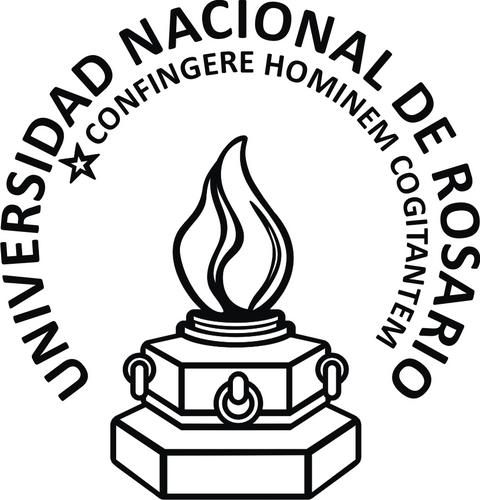 UNIVERSIDAD NACIONAL DE ROSARIO
CONFINGERE HOMINEM COGITANTEM